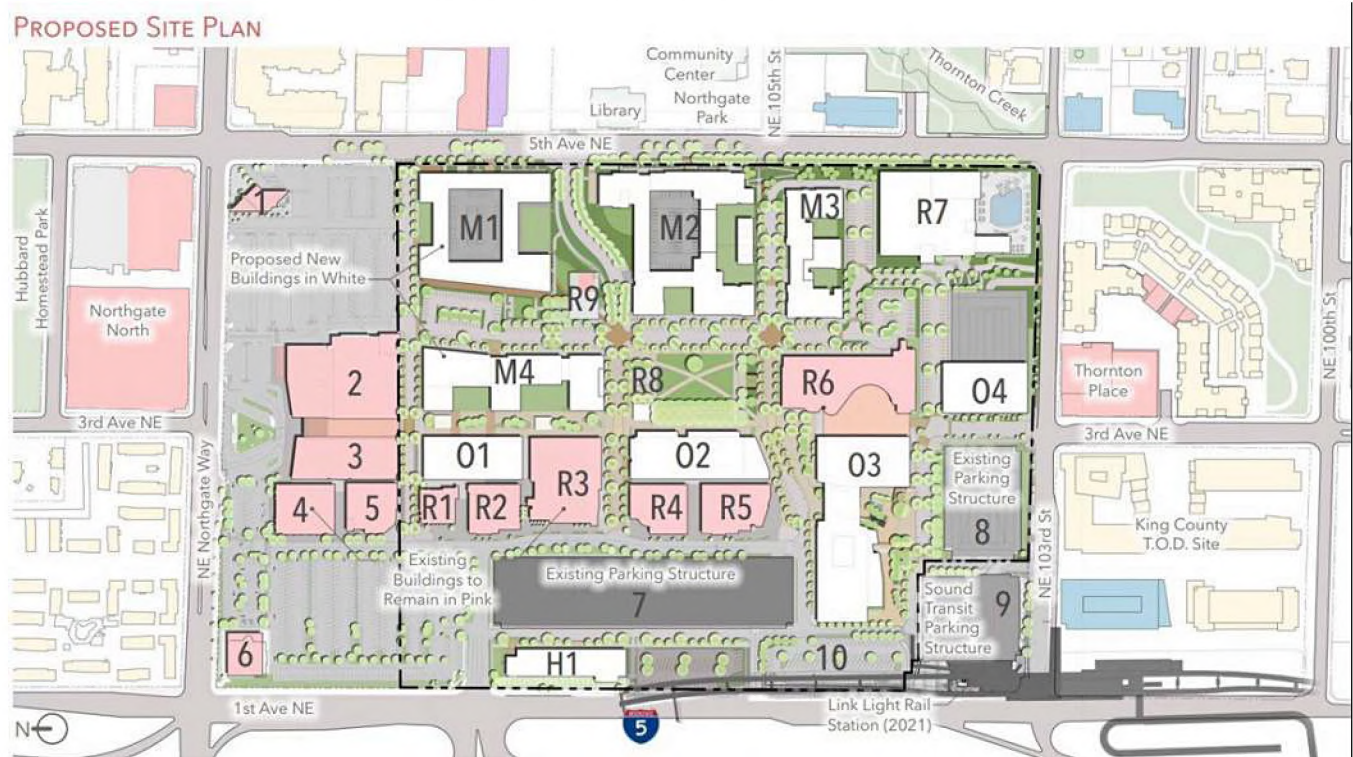 PROPOSED SITE PLAN
Community
Center
Library
Northgate
Park
NE 105th St
Thornton Creek
5th Ave NE
1
M1
M2
M3
R7
Hubbard
Homestead Park
Proposed New
Buildings in White
R9
Northgate
North
NE 100th St
2
M4
R8
R6
O4
Thornton
Place
3rd Ave NE
3rd Ave NE
3
O1
R3
O2
O3
Existing
Parking
Structure
8
4
5
R1
R2
R4
R5
NE Northgate Way
NE 103rd St
King County
T.O.D. Site
Existing
Buildings to
Remain in Pink
Existing Parking Structure
7
Sound
Transit
Parking
Structure
9
6
H1
10
1st Ave NE
Link Light Rail
Station (2021)
N
5